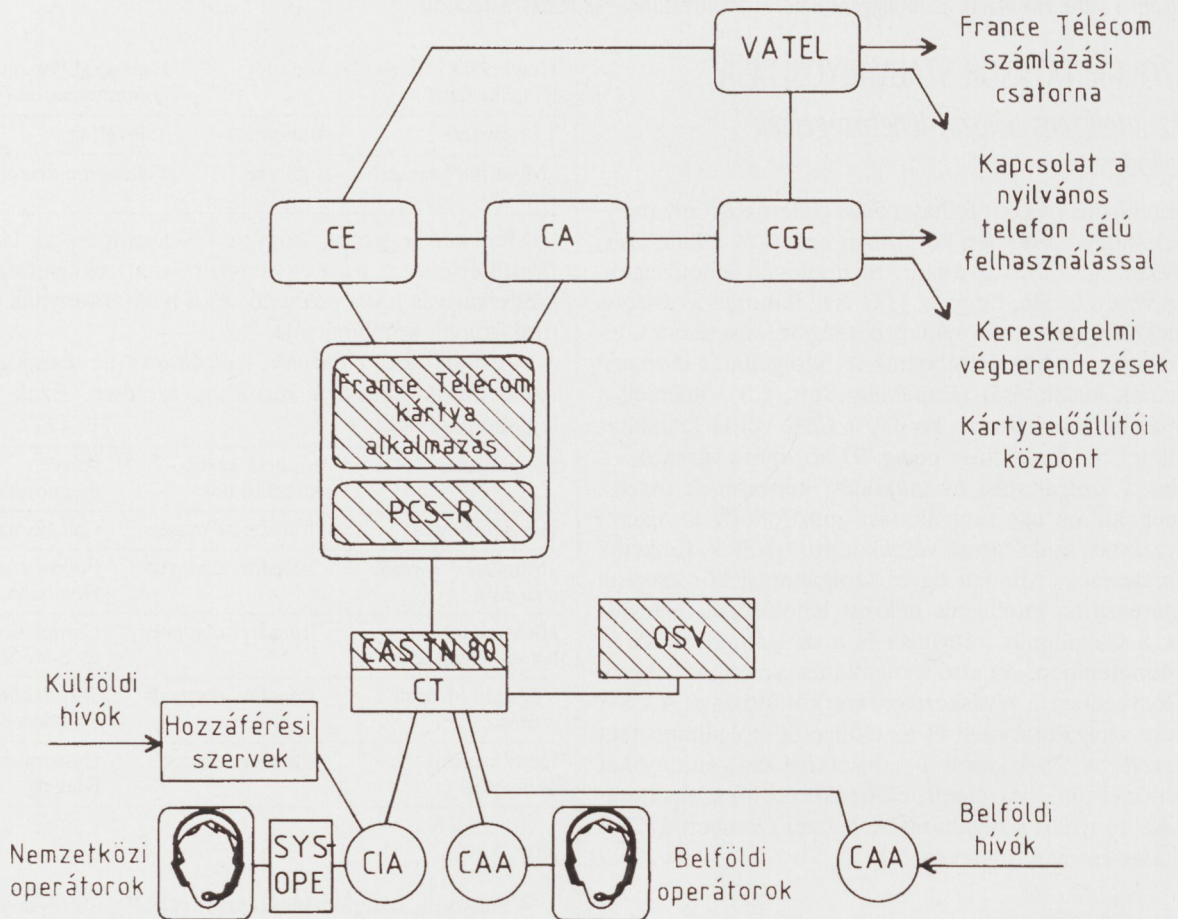 VATEL
France Télécom
számlázási
csatorna
Kapcsolat a
nyilvános
telefon célú
felhasználással
CE
CA
CGC
Kereskedelmi
végberendezések
Kártyaelőállítói
központ
France Télécom
kártya
alkalmazás
PCS-R
OSV
CAS TN 80
CT
Külföldi
hívók
Hozzáférési
szervek
Nemzetközi
operátorok
SYS-
OPE
CIA
CAA
Belföldi
operátorok
CAA
Belföldi
hívók